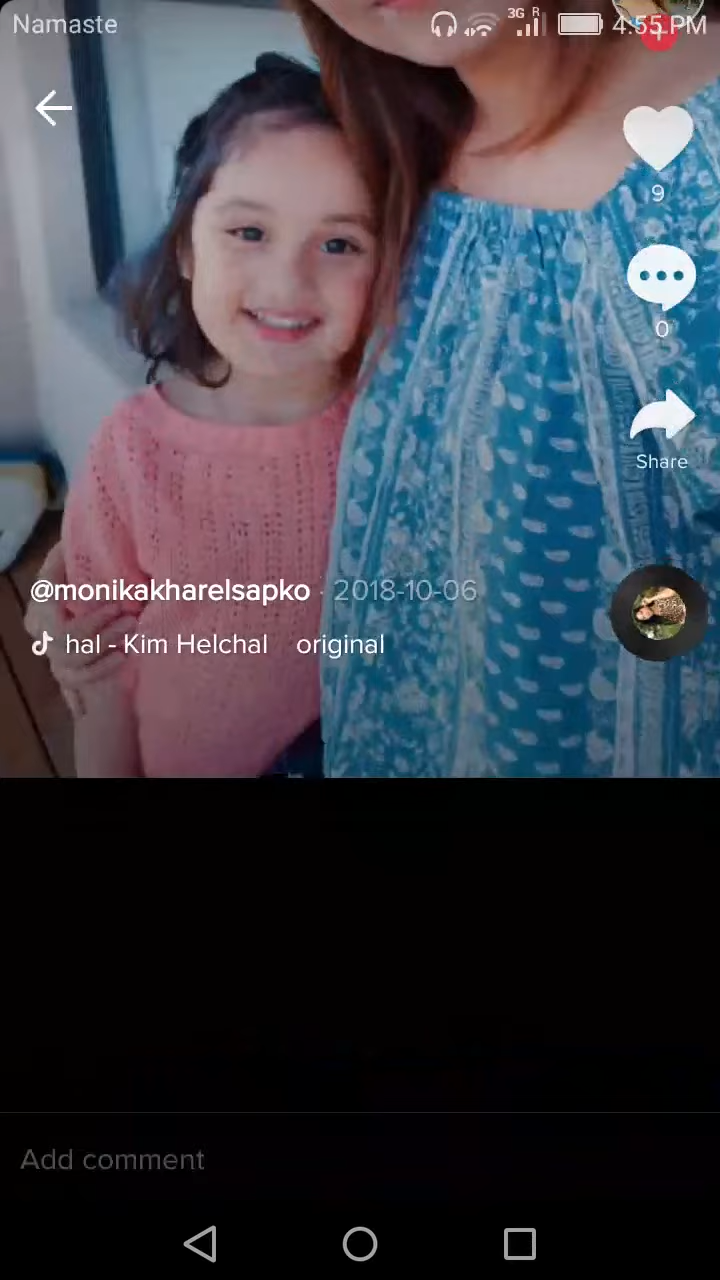 Namaste
3G R
4:55 PM
9
0
Share
@monikakharelsapko · 2018-10-06
hal - Kim Helchal original
Add comment